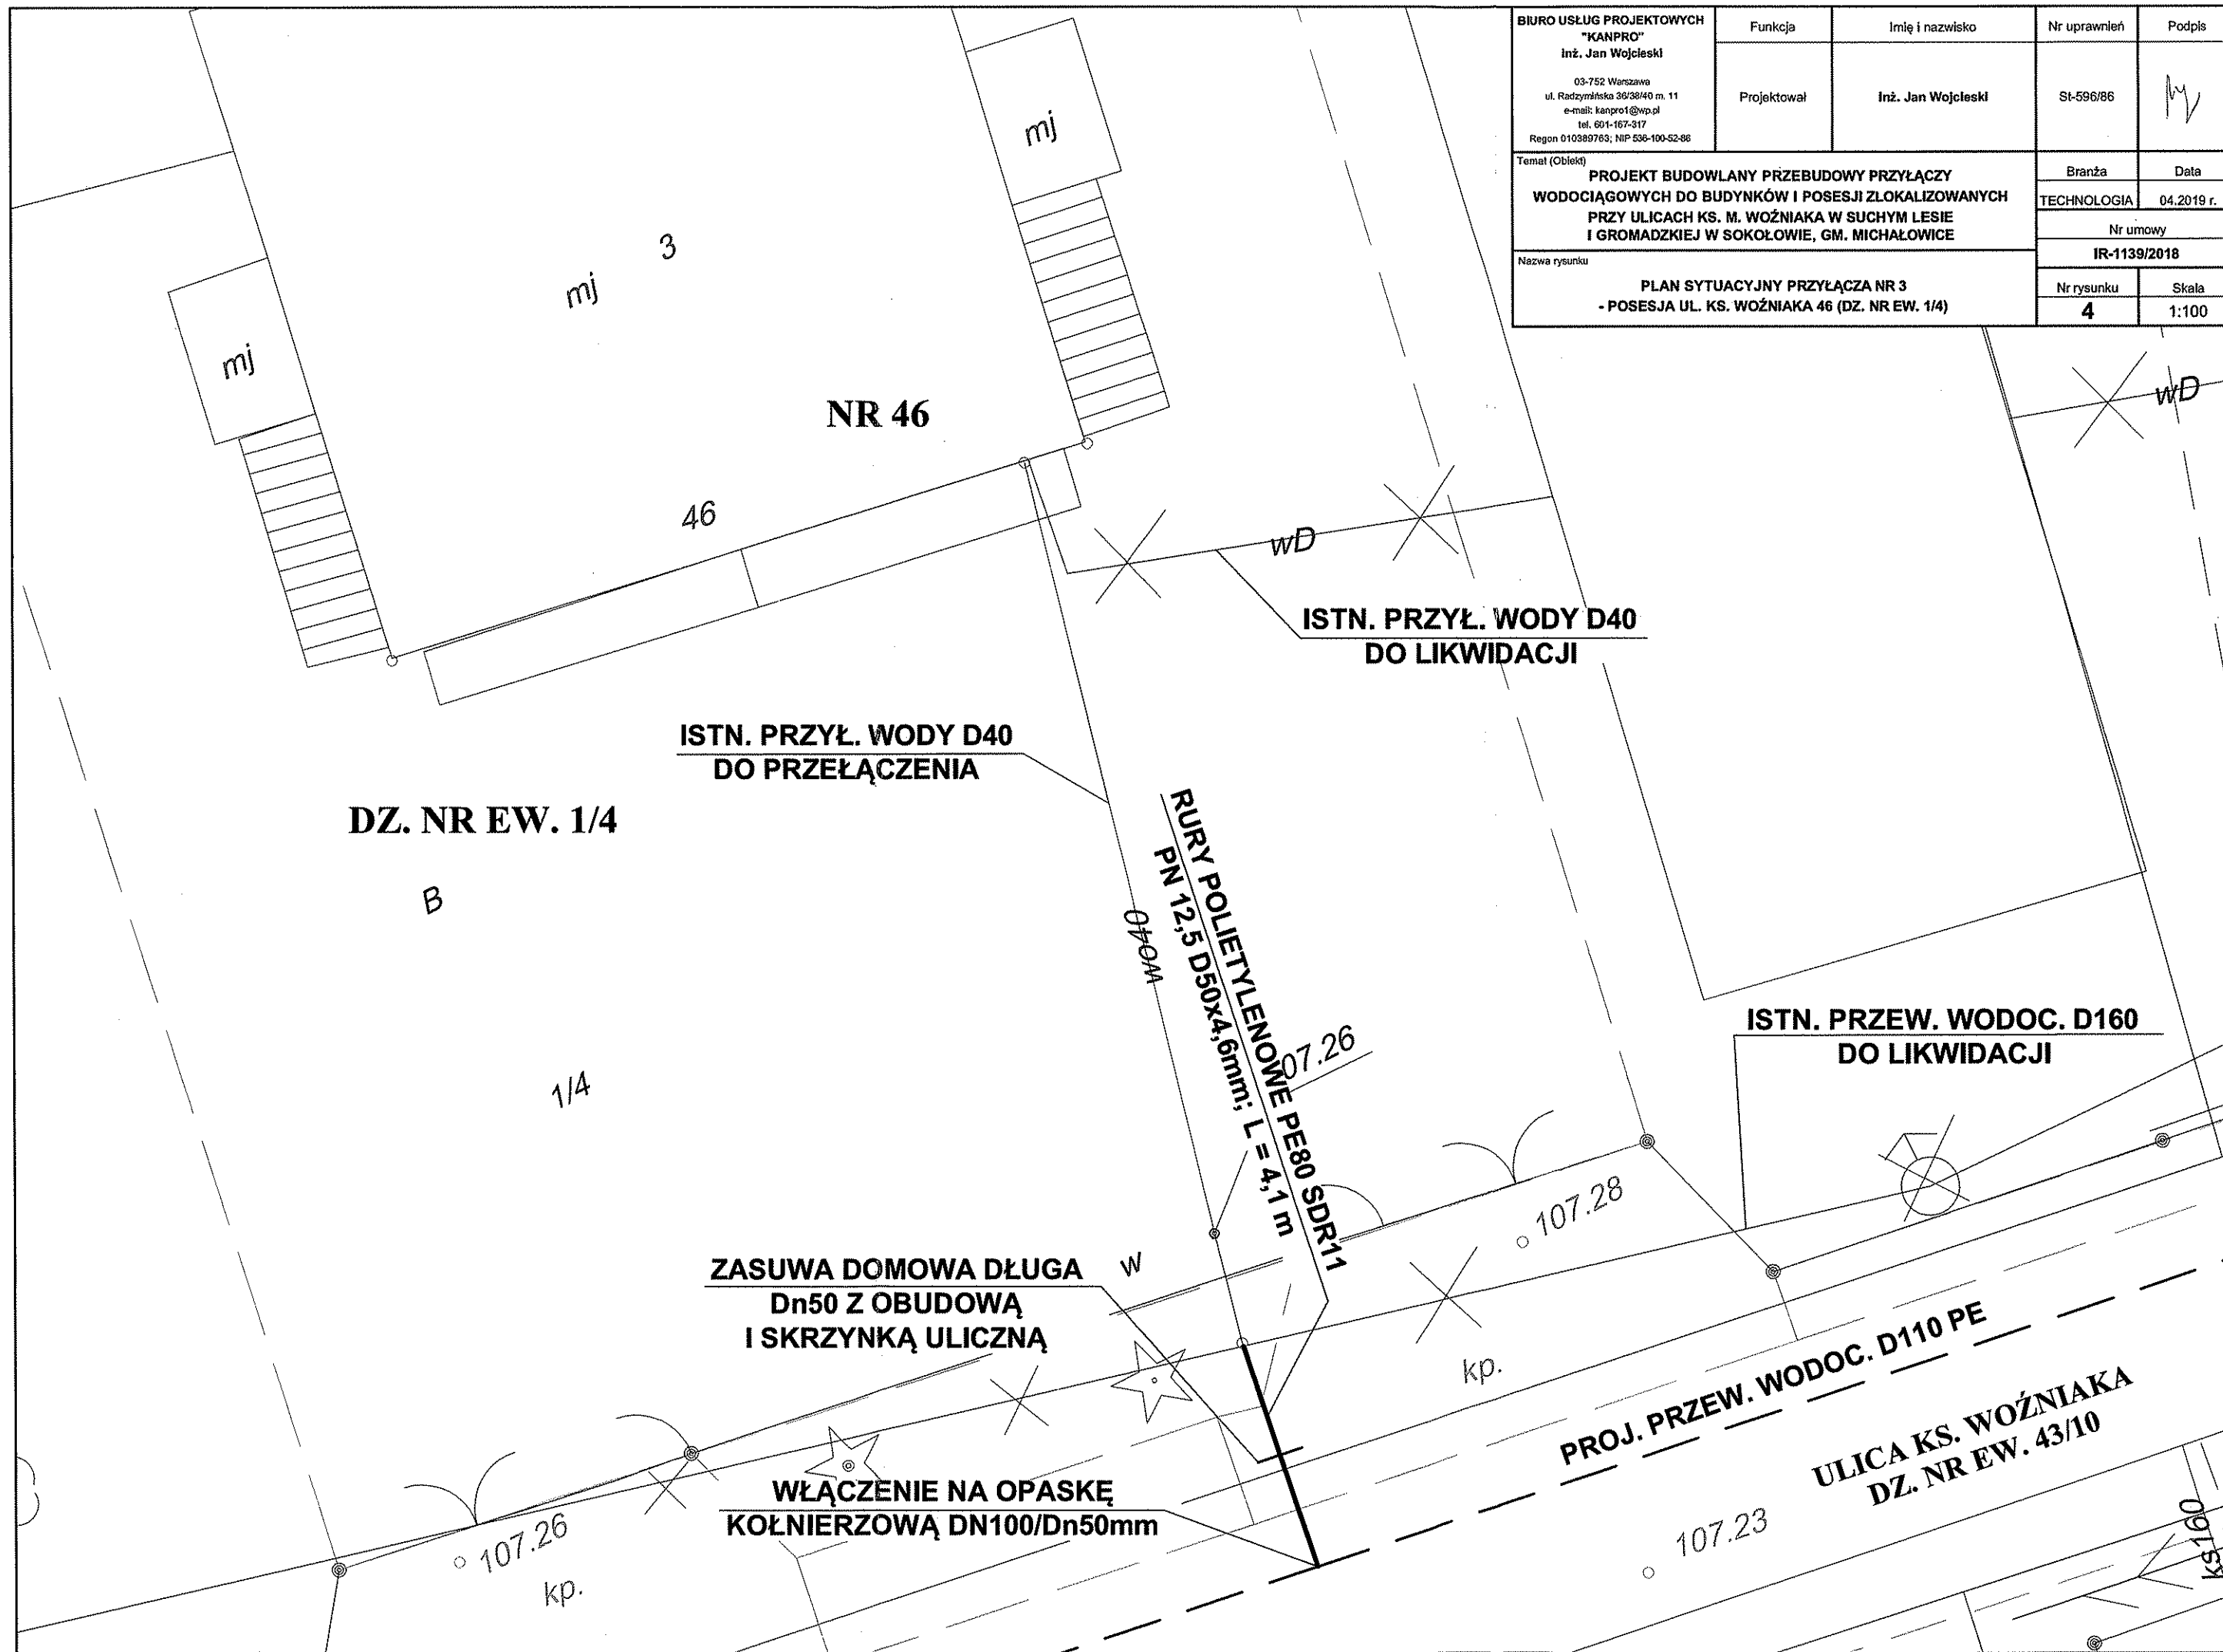 BIURO USŁUG PROJEKTOWYCH
"KANPRO"
inż. Jan Wojcieski
03-752 Warszawa
ul. Radzymińska 36/38/40 m. 11
e-mail: kanpro1@wp.pl
tel. 601-167-317
Regon 010389763; NIP 536-100-52-86
Funkcja
Imię i nazwisko
Nr uprawnień
Podpis
Projektował
inż. Jan Wojcieski
St-596/86
Temat (Obiekt)
PROJEKT BUDOWLANY PRZEBUDOWY PRZYŁĄCZY
WODOCIĄGOWYCH DO BUDYNKÓW I POSESJI ZLOKALIZOWANYCH
PRZY ULICACH KS. M. WOŹNIAKA W SUCHYM LESIE
I GROMADZKIEJ W SOKOŁOWIE, GM. MICHAŁOWICE
Branża
Data
TECHNOLOGIA
04.2019 r.
Nr umowy
IR-1139/2018
Nazwa rysunku
PLAN SYTUACYJNY PRZYŁĄCZA NR 3
- POSESJA UL. KS. WOŹNIAKA 46 (DZ. NR EW. 1/4)
Nr rysunku
Skala
4
1:100
mj
3
mj
mj
NR 46
46
wD
wD
ISTN. PRZYŁ. WODY D40
DO LIKWIDACJI
ISTN. PRZYŁ. WODY D40
DO PRZEŁĄCZENIA
DZ. NR EW. 1/4
B
1/4
wo40
RURY POLIETYLENOWE PE80 SDR11
PN 12,5 D50x4,6mm; L = 4,1 m
07.26
ISTN. PRZEW. WODOC. D160
DO LIKWIDACJI
107.28
w
ZASUWA DOMOWA DŁUGA
Dn50 Z OBUDOWĄ
I SKRZYNKĄ ULICZNĄ
kp.
PROJ. PRZEW. WODOC. D110 PE
ULICA KS. WOŹNIAKA
DZ. NR EW. 43/10
WŁĄCZENIE NA OPASKĘ
KOŁNIERZOWĄ DN100/Dn50mm
107.26
kp.
107.23
ks160